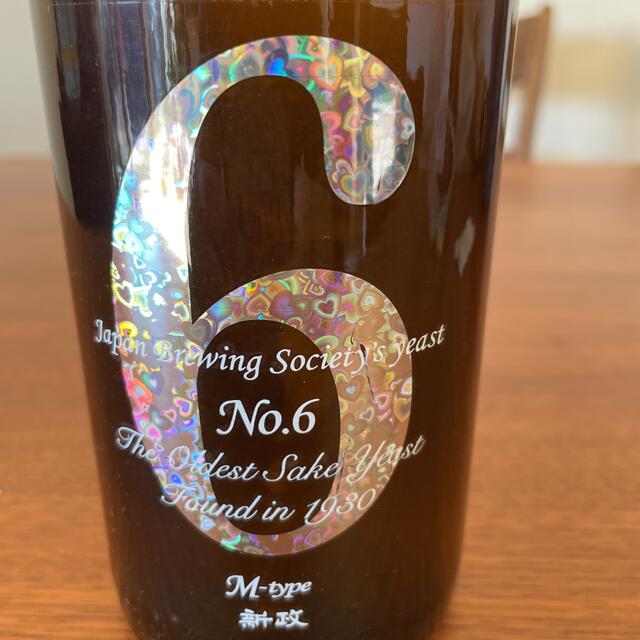 6
Japan Brewing Society's yeast
No.6
The Oldest Sake Yeast
Found in 1930
M-type
新政